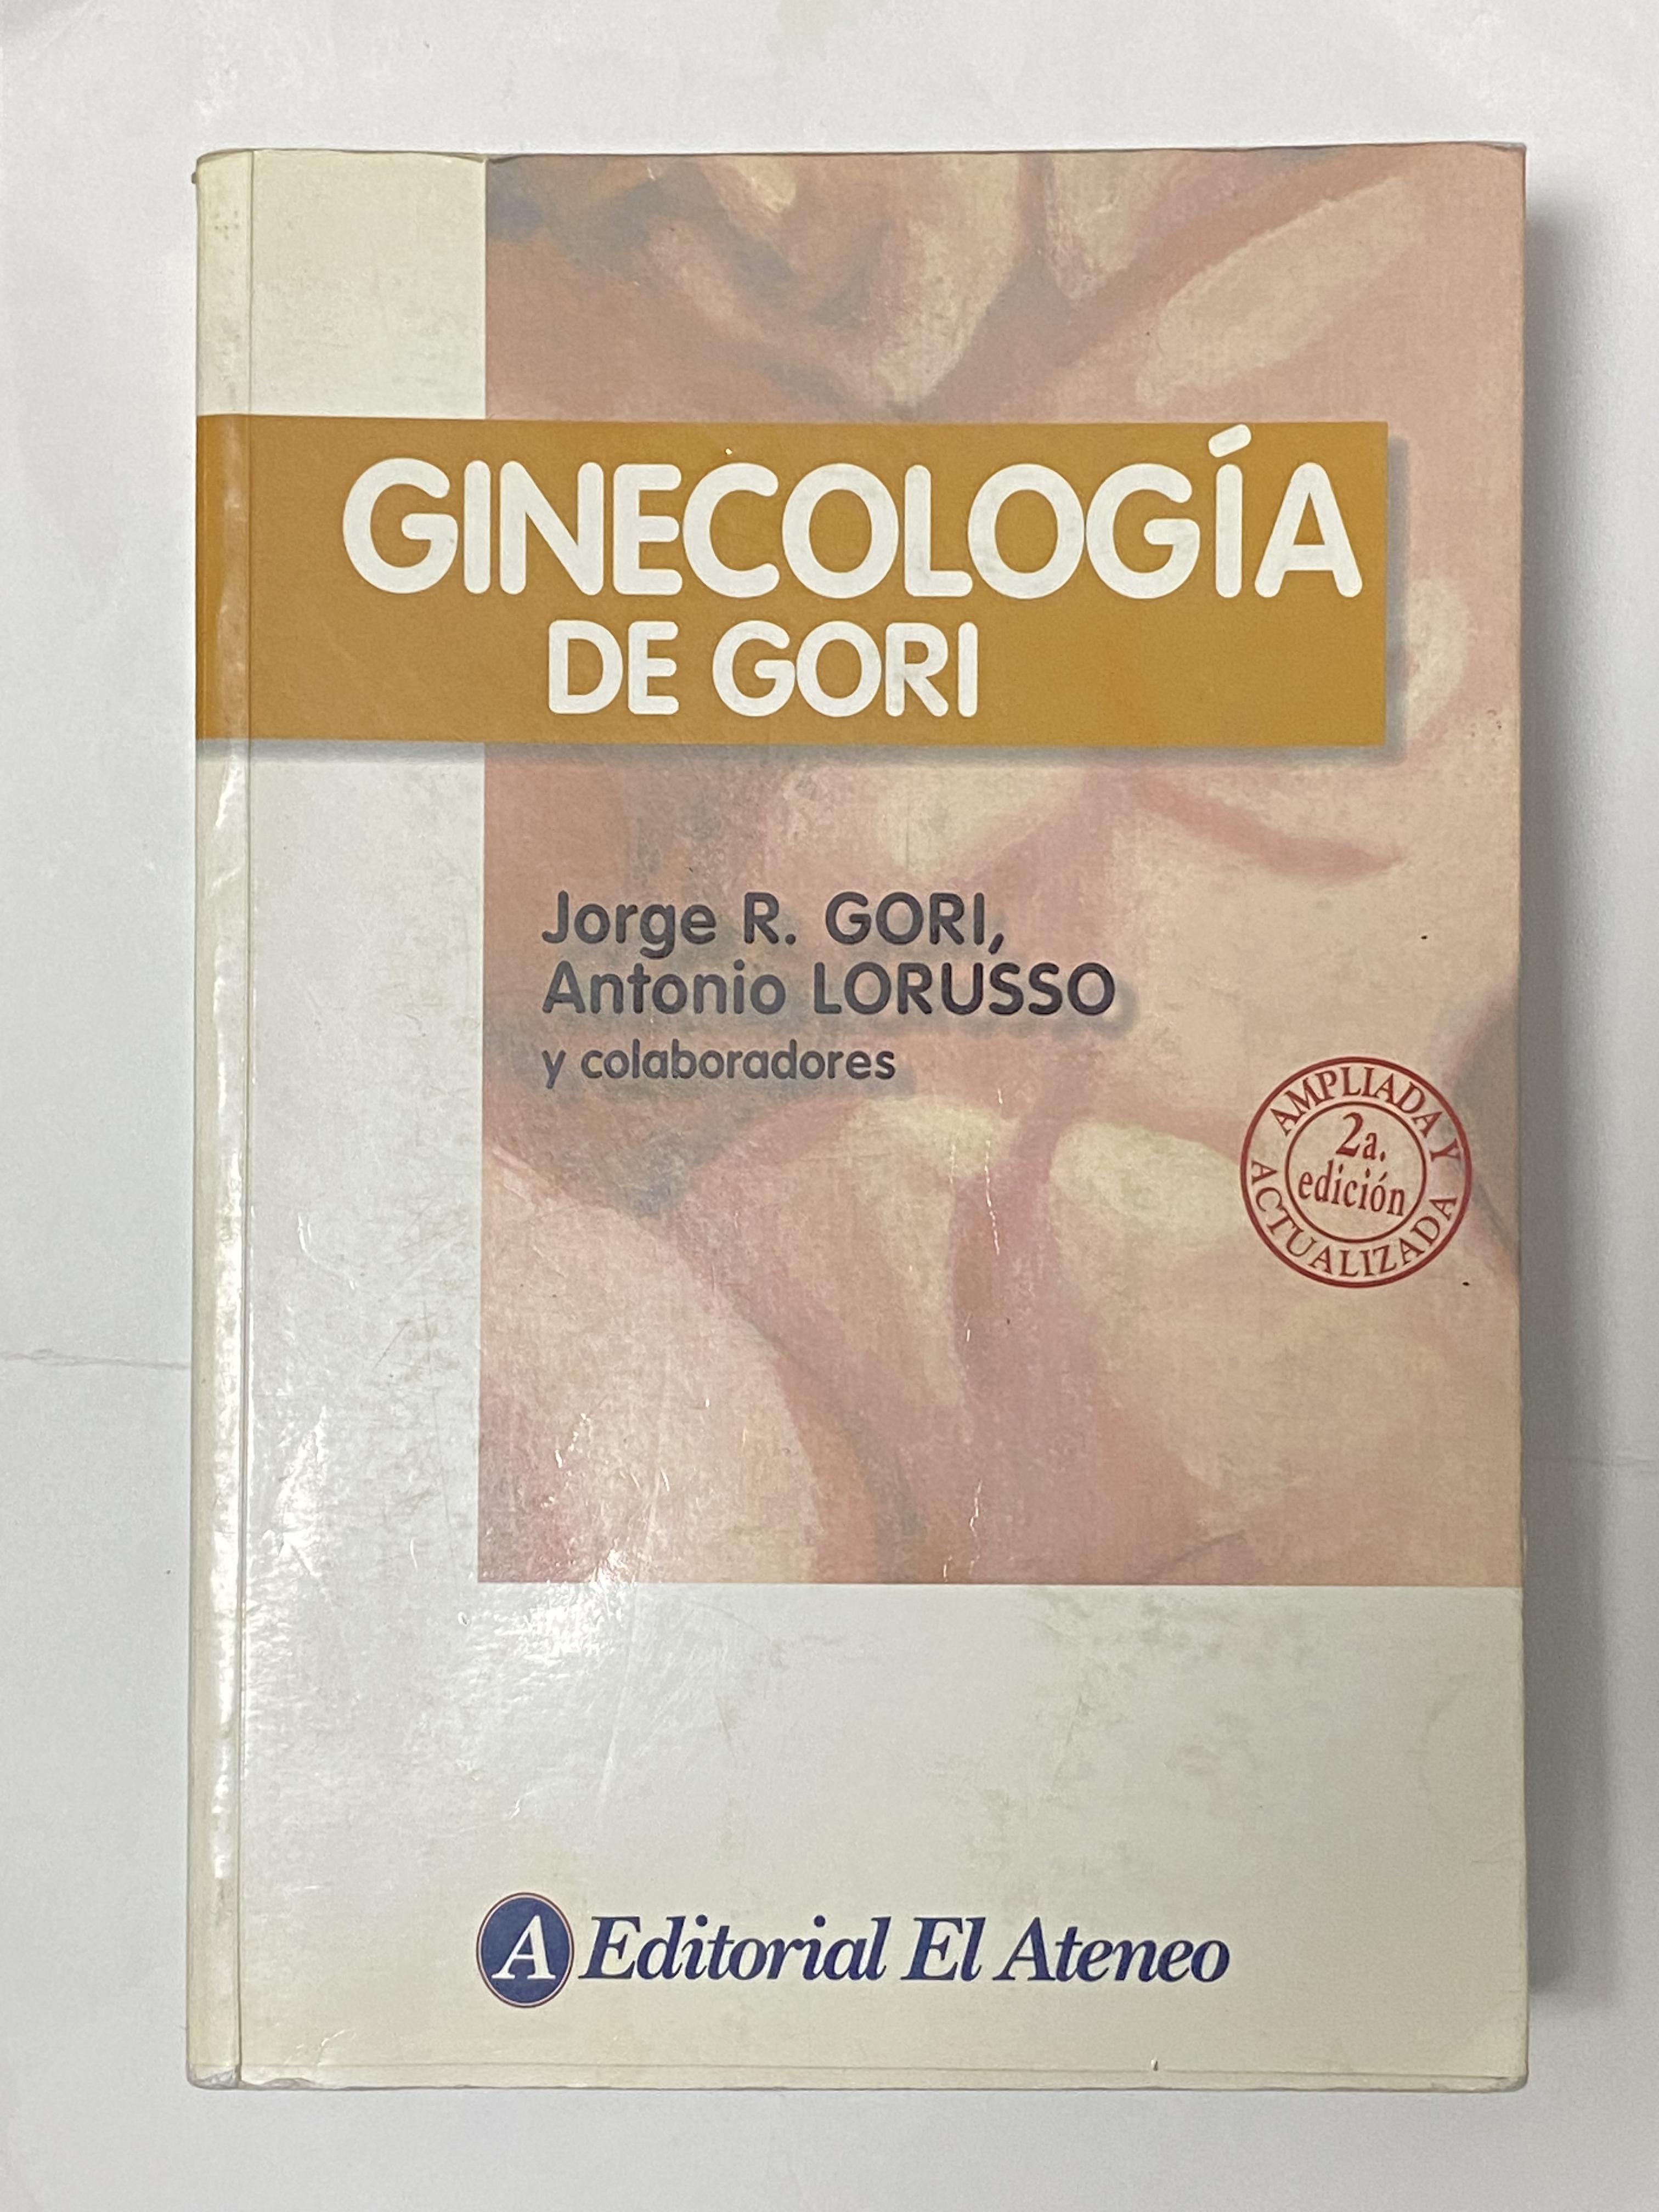 GINECOLOGÍA
DE GORI
Jorge R. GORI,
Antonio LORUSSO
y colaboradores
AMPLIADA Y
2a.
edición
ACTUALIZADA
A Editorial El Ateneo